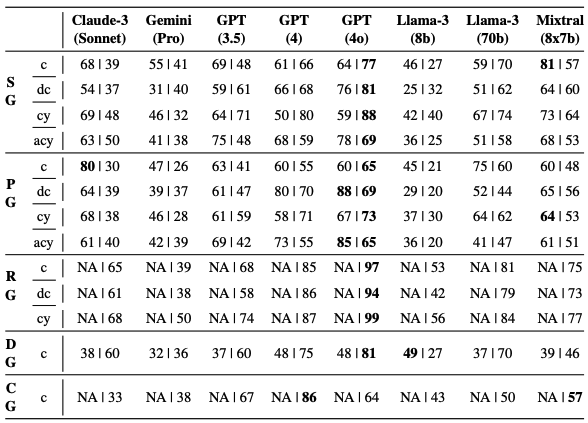 Claude-3 Gemini GPT GPT GPT Llama-3 Llama-3 Mixtral
(Sonnet) (Pro) (3.5) (4) (4o) (8b) (70b) (8x7b)
S G
c 68|39 55|41 69|48 61|66 64|77 46|27 59|70 81|57
dc 54|37 31|40 59|61 66|68 76|81 25|32 51|62 64|60
cy 69|48 46|32 64|71 50|80 59|88 42|40 67|74 73|64
acy 63|50 41|38 75|48 68|59 78|69 36|25 51|58 68|53
P G
c 80|30 47|26 63|41 60|55 60|65 45|21 75|60 60|48
dc 64|39 39|37 61|47 80|70 88|69 29|20 52|44 65|56
cy 68|38 46|28 61|59 58|71 67|73 37|30 64|62 64|53
acy 61|40 42|39 69|42 73|55 85|65 36|20 41|47 61|51
R G
c NA|65 NA|39 NA|68 NA|85 NA|97 NA|53 NA|81 NA|75
dc NA|61 NA|38 NA|58 NA|86 NA|94 NA|42 NA|79 NA|73
cy NA|68 NA|50 NA|74 NA|87 NA|99 NA|56 NA|84 NA|77
D G
c 38|60 32|36 37|60 48|75 48|81 49|27 37|70 39|46
C G
c NA|33 NA|38 NA|67 NA|86 NA|64 NA|43 NA|50 NA|57